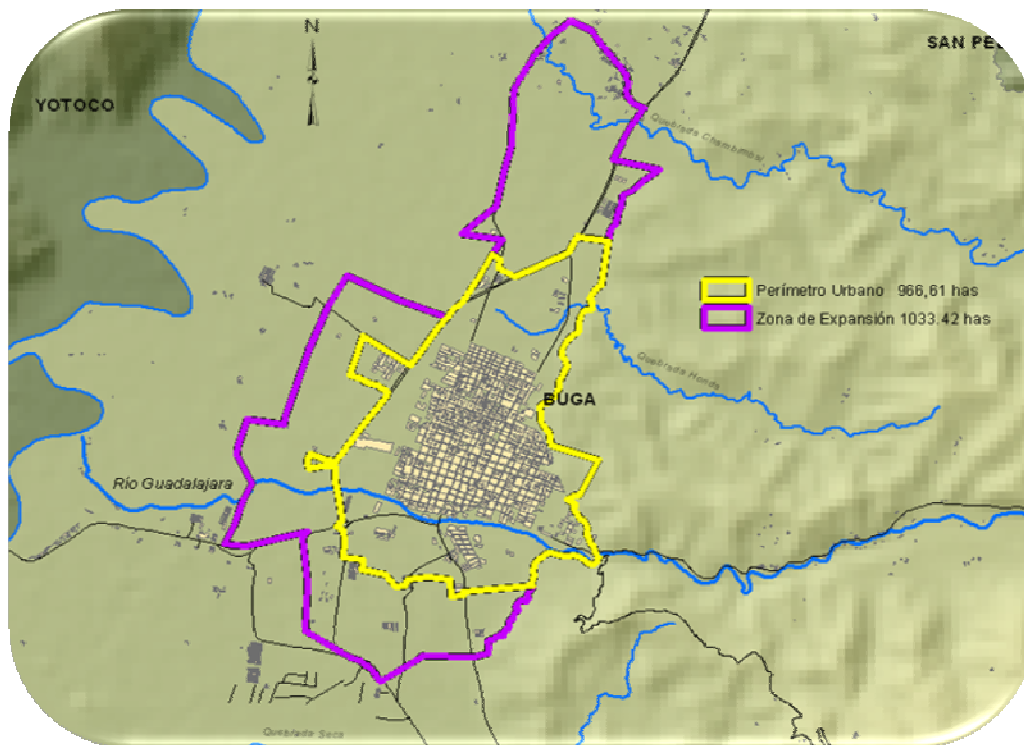 N
SAN PE
YOTOCO
Quebrada Chambimbal
Perímetro Urbano 966,61 has
Zona de Expansión 1033.42 has
Quebrada Honda
BUGA
Río Guadalajara
Quebrada Seca